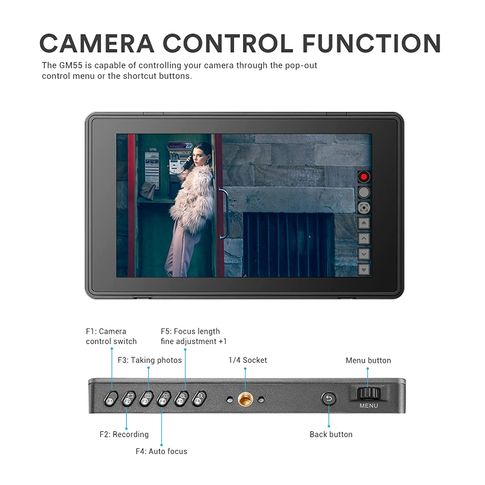 CAMERA CONTROL FUNCTION
The GM55 is capable of controlling your camera through the pop-out
control menu or the shortcut buttons.
F1: Camera
control switch
F5: Focus length
fine adjustment +1
F3: Taking photos
1/4 Socket
Menu button
MENU
F2: Recording
Back button
F4: Auto focus